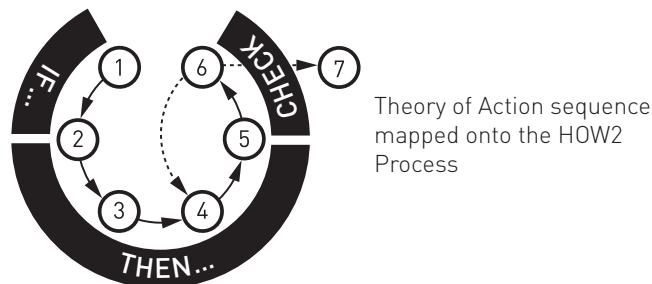 IF...
CHECK
THEN...
1
2
3
4
5
6
7
Theory of Action sequence
mapped onto the HOW2
Process